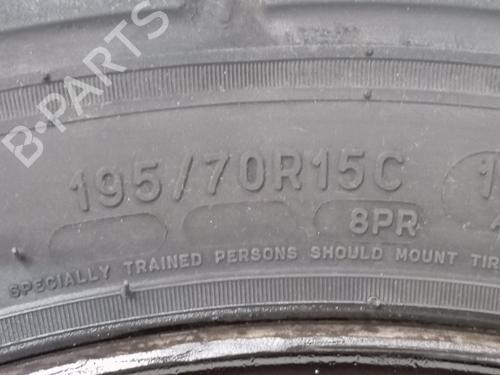 B-PARTS
195/70R15C
8PR
SPECIALLY TRAINED PERSONS SHOULD MOUNT